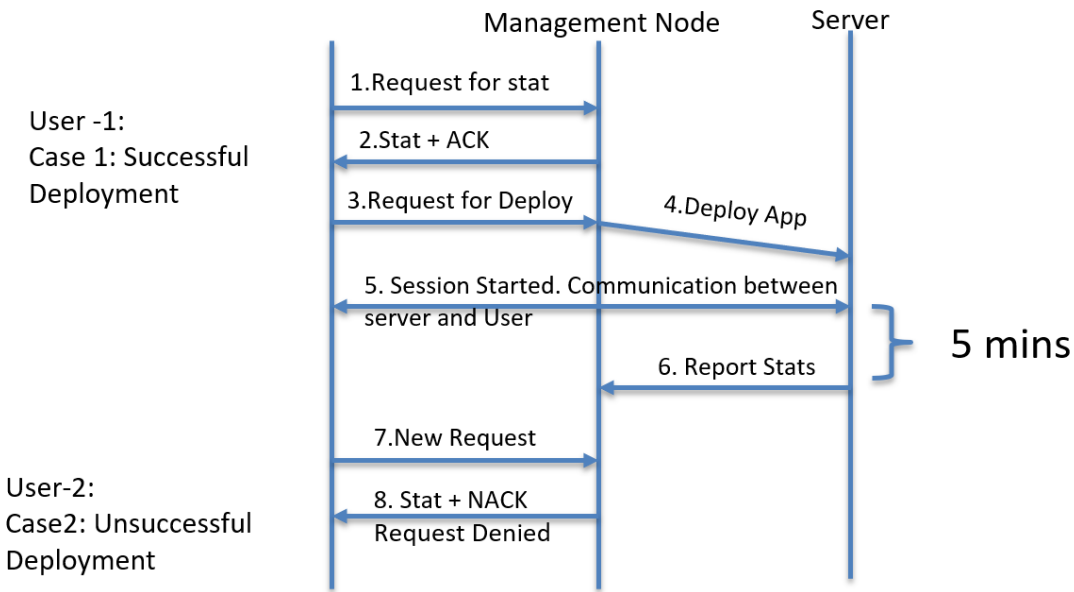 Management Node
Server
1.Request for stat
User -1:
Case 1: Successful
Deployment
2.Stat + ACK
3.Request for Deploy
4.Deploy App
5. Session Started. Communication between
server and User
5 mins
6. Report Stats
7.New Request
User-2:
Case2: Unsuccessful
Deployment
8. Stat + NACK
Request Denied